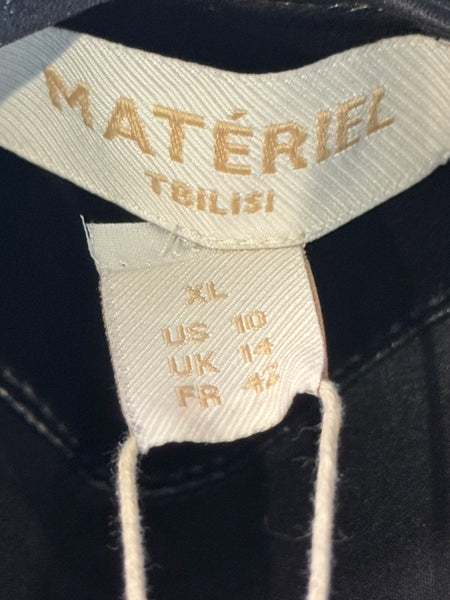 MATÉRIEL
TBILISI
XL
US 10
UK 14
FR 42